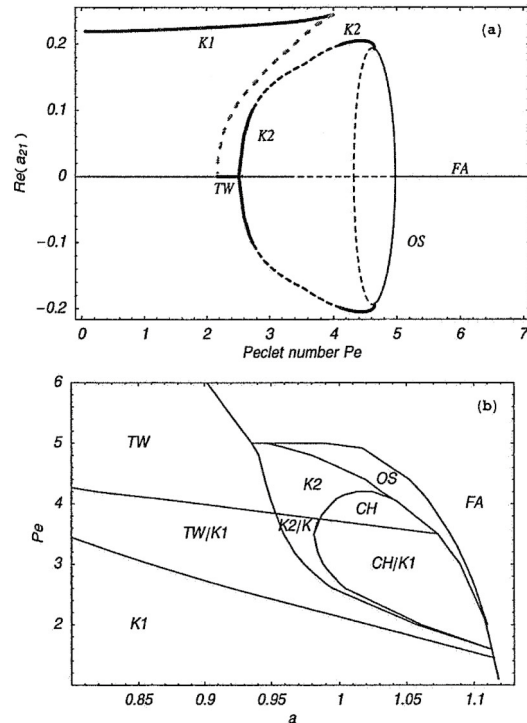 (a)
K1
K2
0.2
0.1
K2
Re(a21)
0
TW
FA
OS
-0.1
-0.2
0 1 2 3 4 5 6 7
Peclet number Pe
(b)
6
TW
5
OS
K2
FA
4
CH
Pe
TW/K1
K2/K
CH/K1
3
K1
2
0.85 0.9 0.95 1 1.05 1.1
a